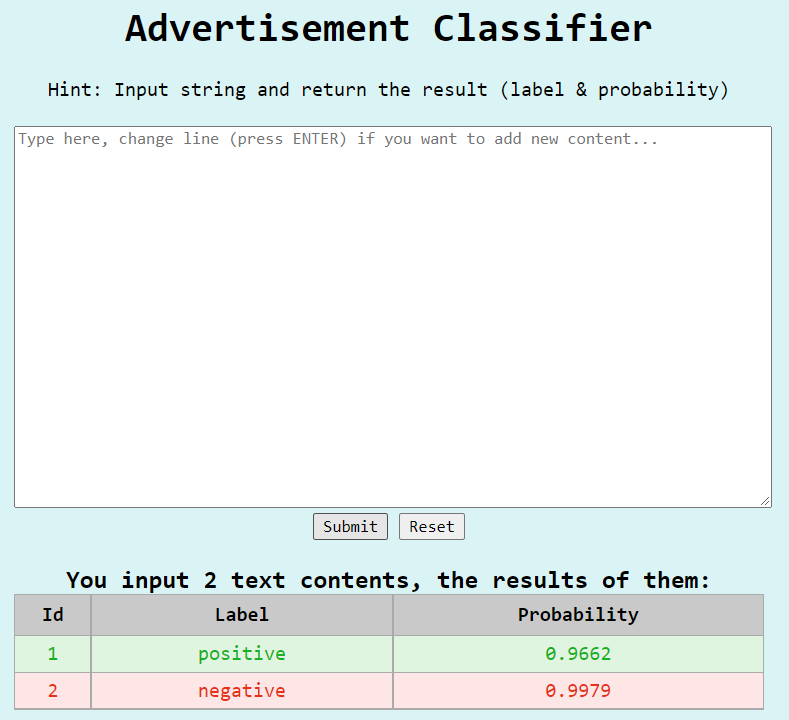 Advertisement Classifier
Hint: Input string and return the result (label & probability)
Type here, change line (press ENTER) if you want to add new content...
Submit Reset
You input 2 text contents, the results of them:
Id Label Probability
1 positive 0.9662
2 negative 0.9979